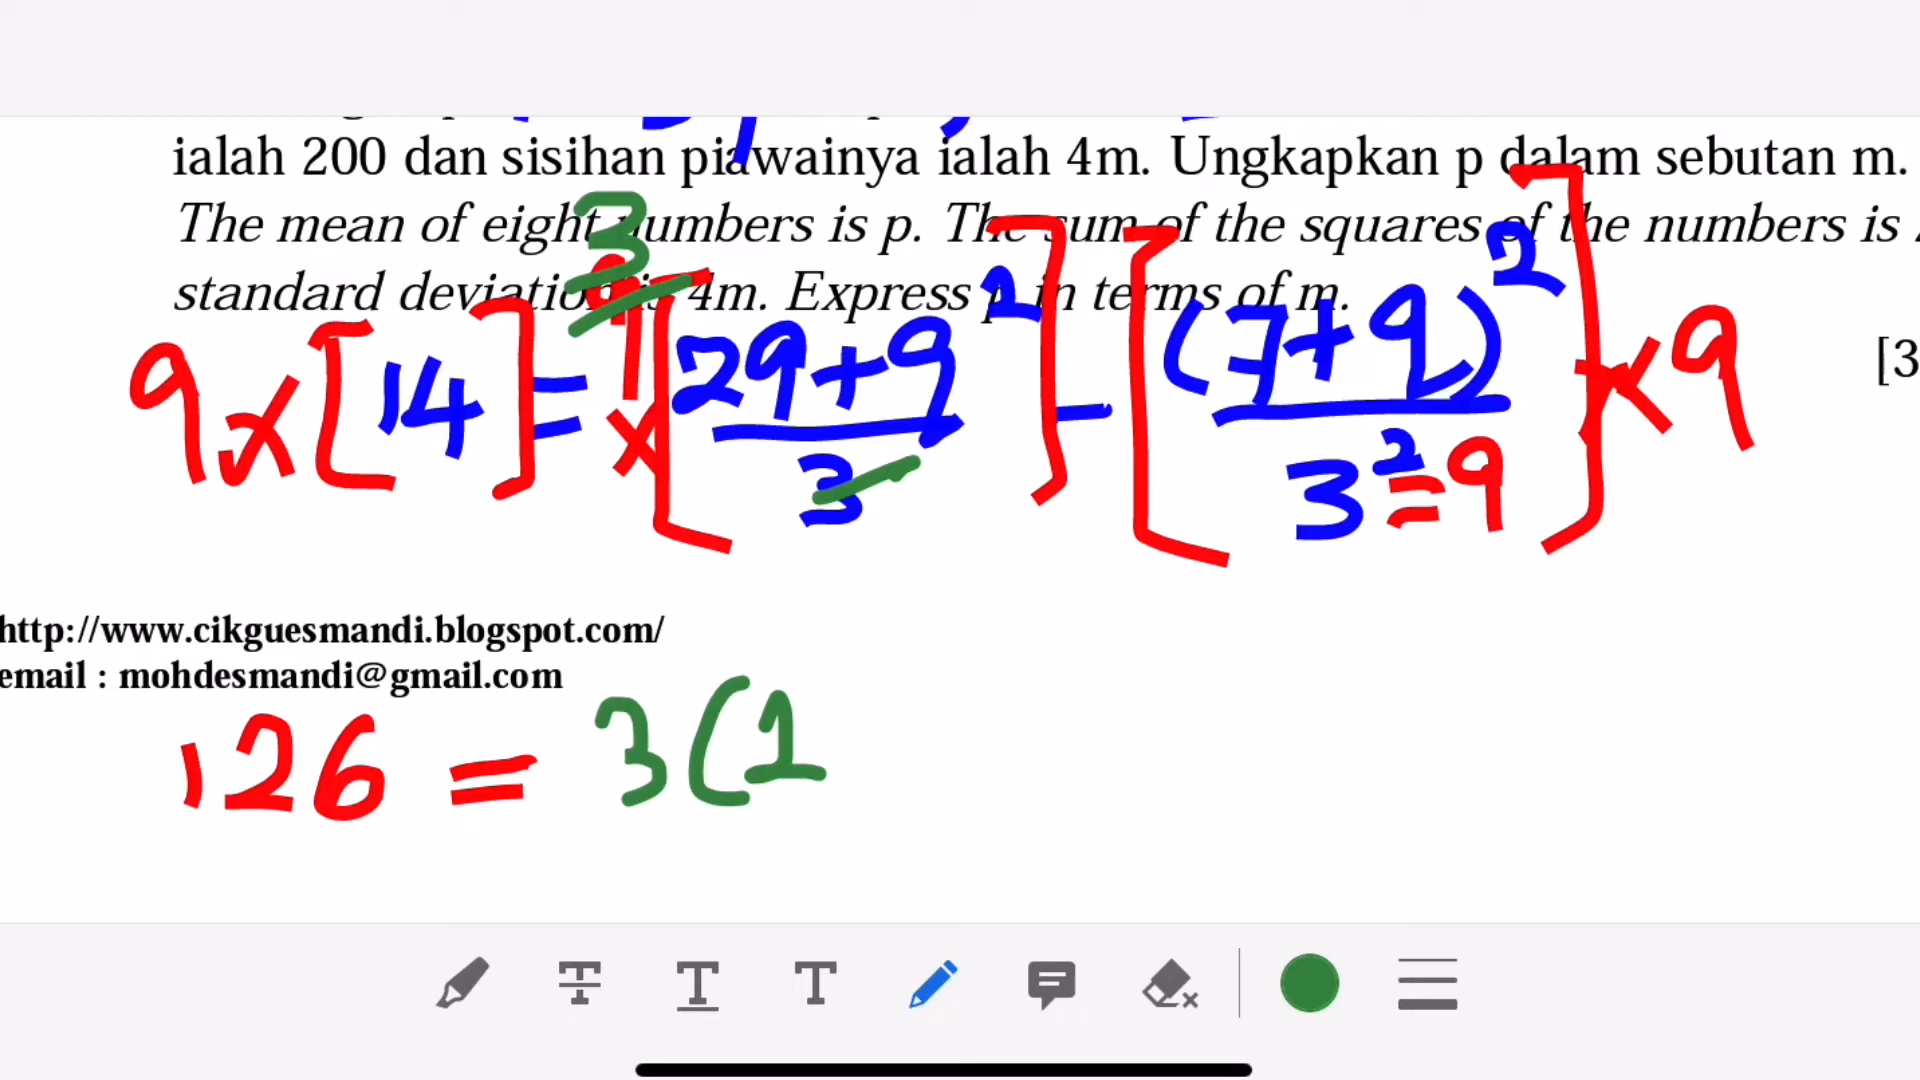 ialah 200 dan sisihan piawainya ialah 4m. Ungkapkan p dalam sebutan m.
The mean of eight numbers is p. The sum of the squares of the numbers is
standard deviation is 4m. Express p in terms of m.
[3
9 × [14] = 9 × [29+q²/3] - [(7+q)²/3² = 9] × 9
3
http://www.cikguesmandi.blogspot.com/
email : mohdesmandi@gmail.com
126 = 3(1
T T T